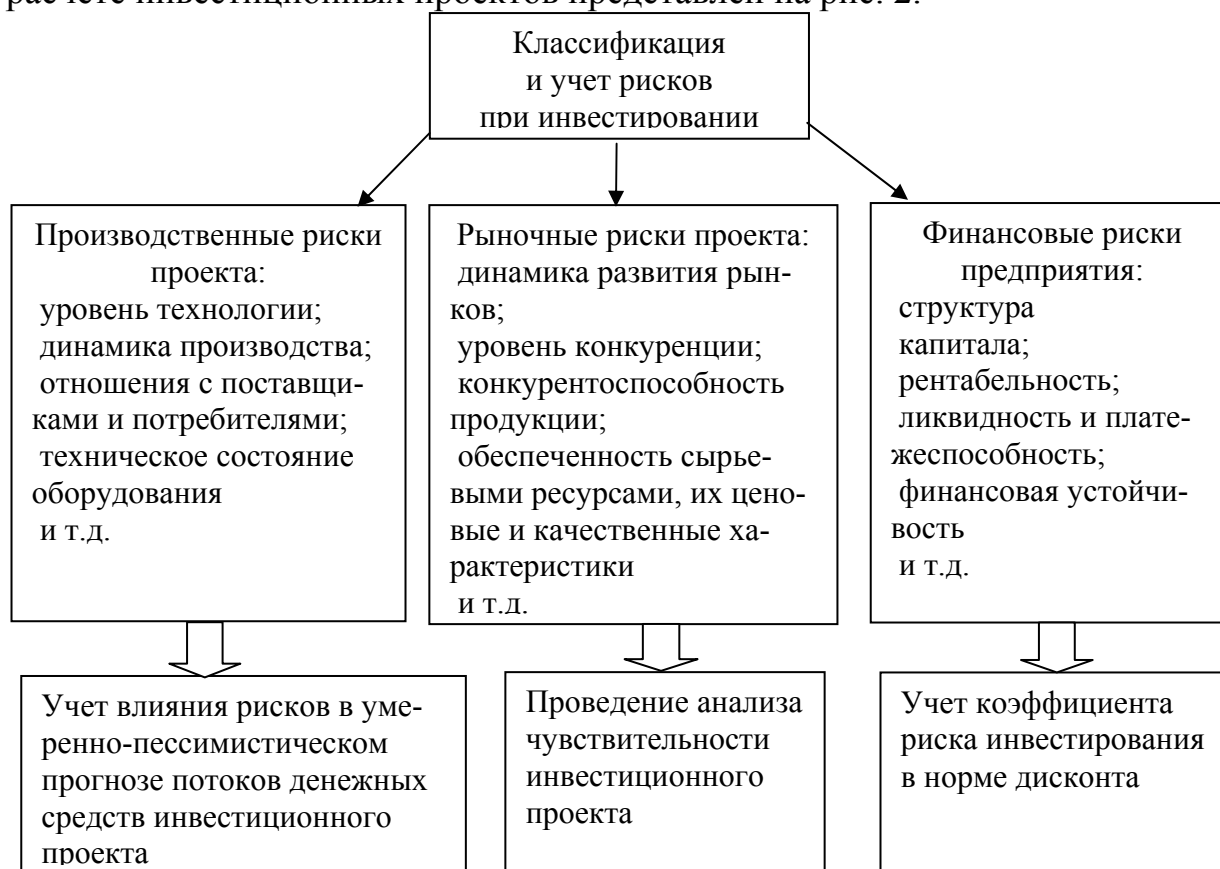 расчете инвестиционных проектов представлен на рис. 2.
Классификация
и учет рисков
при инвестировании
Производственные риски
проекта:
уровень технологии;
динамика производства;
отношения с поставщи-
ками и потребителями;
техническое состояние
оборудования
и т.д.
Рыночные риски проекта:
динамика развития рын-
ков;
уровень конкуренции;
конкурентоспособность
продукции;
обеспеченность сырье-
выми ресурсами, их цено-
вые и качественные ха-
рактеристики
и т.д.
Финансовые риски
предприятия:
структура
капитала;
рентабельность;
ликвидность и плате-
жеспособность;
финансовая устойчи-
вость
и т.д.
Учет влияния рисков в уме-
ренно-пессимистическом
прогнозе потоков денежных
средств инвестиционного
проекта
Проведение анализа
чувствительности
инвестиционного
проекта
Учет коэффициента
риска инвестирования
в норме дисконта